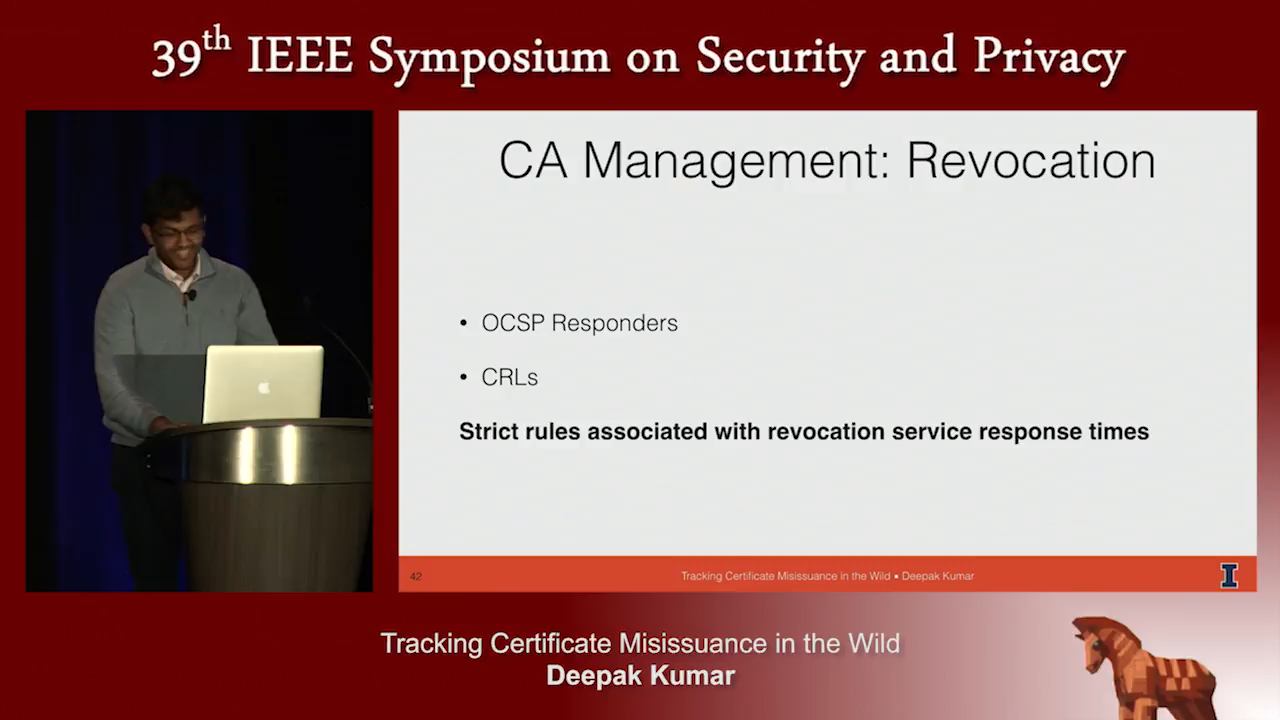 39th IEEE Symposium on Security and Privacy
CA Management: Revocation
• OCSP Responders
• CRLs
Strict rules associated with revocation service response times
42
Tracking Certificate Misissuance in the Wild ▪ Deepak Kumar
I
Tracking Certificate Misissuance in the Wild
Deepak Kumar